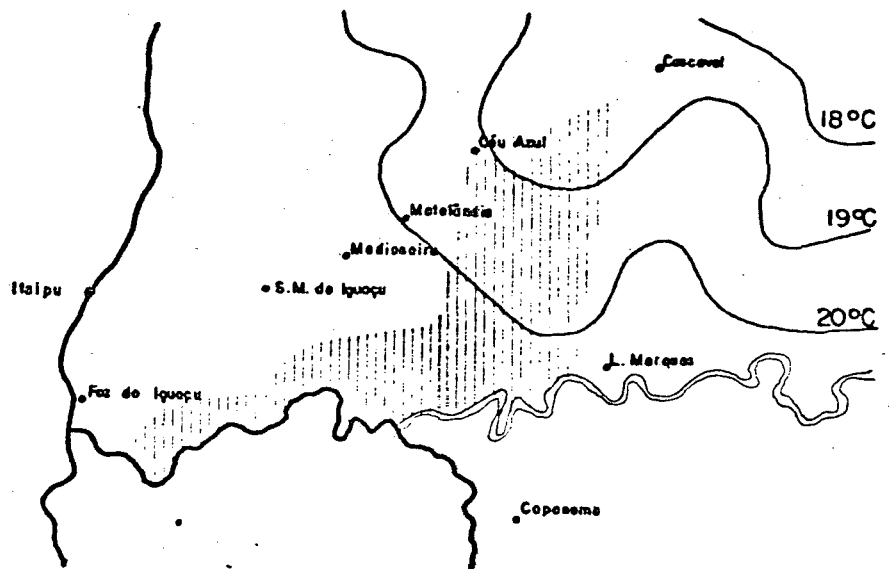 Cascavel
18°C
Céu Azul
Matelândia
19°C
Medianeira
Itaipu
S.M. do Iguaçu
20°C
L. Marques
Foz do Iguaçu
Capanema